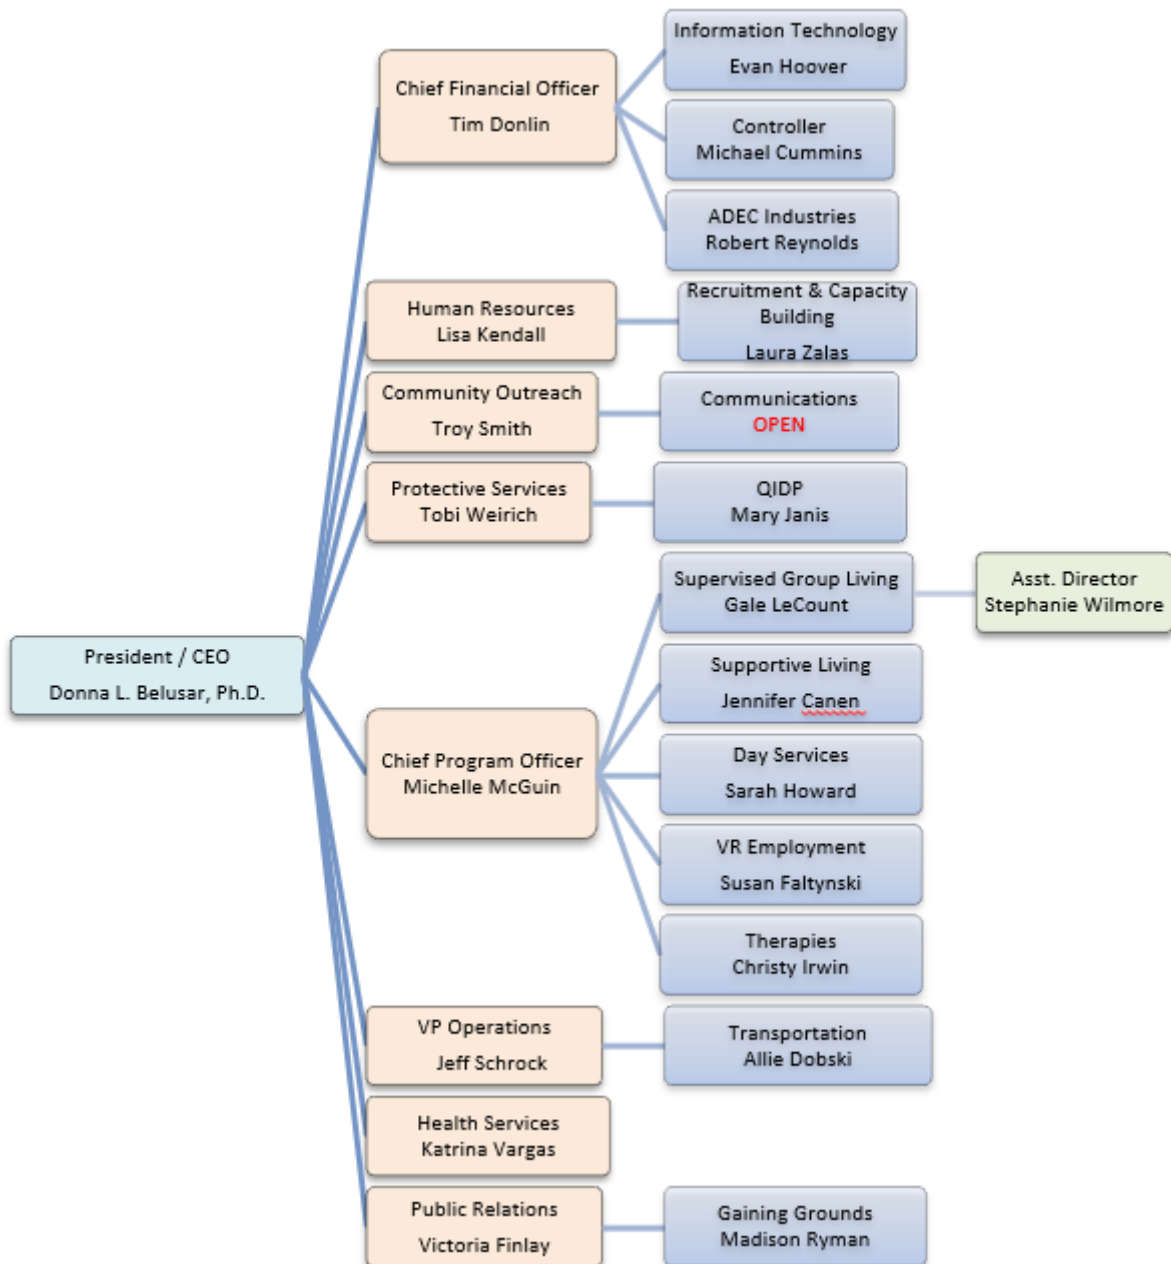 Information Technology
Evan Hoover
Chief Financial Officer
Tim Donlin
Controller
Michael Cummins
ADEC Industries
Robert Reynolds
Human Resources
Lisa Kendall
Recruitment & Capacity
Building
Laura Zalas
Community Outreach
Troy Smith
Communications
OPEN
Protective Services
Tobi Weirich
QIDP
Mary Janis
Supervised Group Living
Gale LeCount
Asst. Director
Stephanie Wilmore
President / CEO
Donna L. Belusar, Ph.D.
Supportive Living
Jennifer Canen
Chief Program Officer
Michelle McGuin
Day Services
Sarah Howard
VR Employment
Susan Faltynski
Therapies
Christy Irwin
VP Operations
Jeff Schrock
Transportation
Allie Dobski
Health Services
Katrina Vargas
Public Relations
Victoria Finlay
Gaining Grounds
Madison Ryman